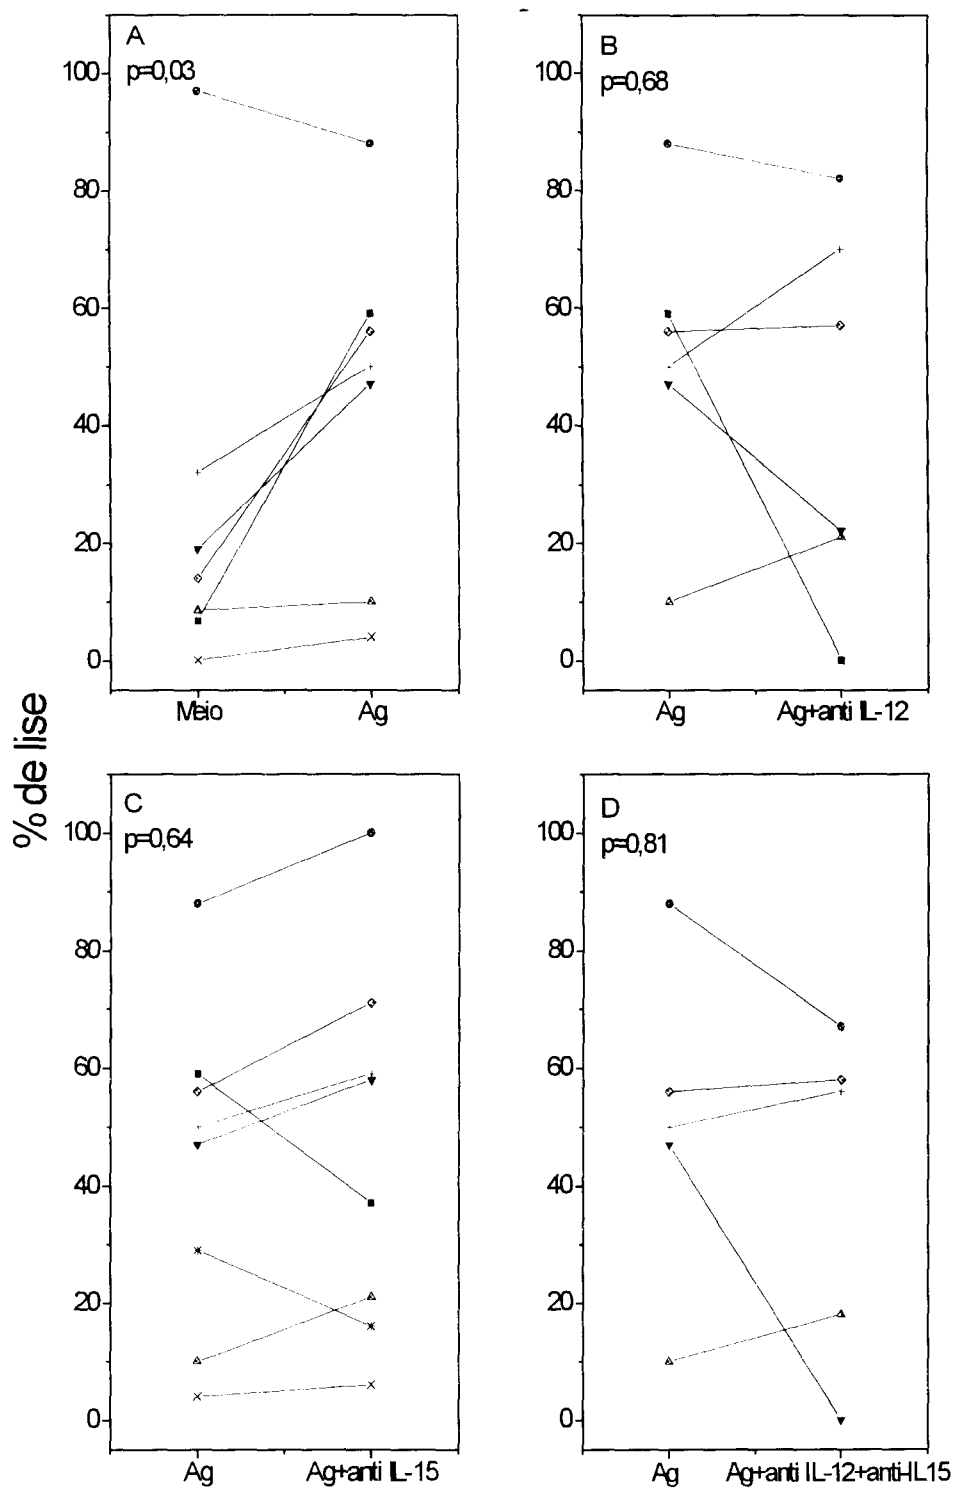 % de lise
A
p=0,03
100
80
60
40
20
0
Meio Ag
B
p=0,68
100
80
60
40
20
0
Ag Ag+anti IL-12
C
p=0,64
100
80
60
40
20
0
Ag Ag+anti IL-15
D
p=0,81
100
80
60
40
20
0
Ag Ag+anti IL-12+anti-IL15